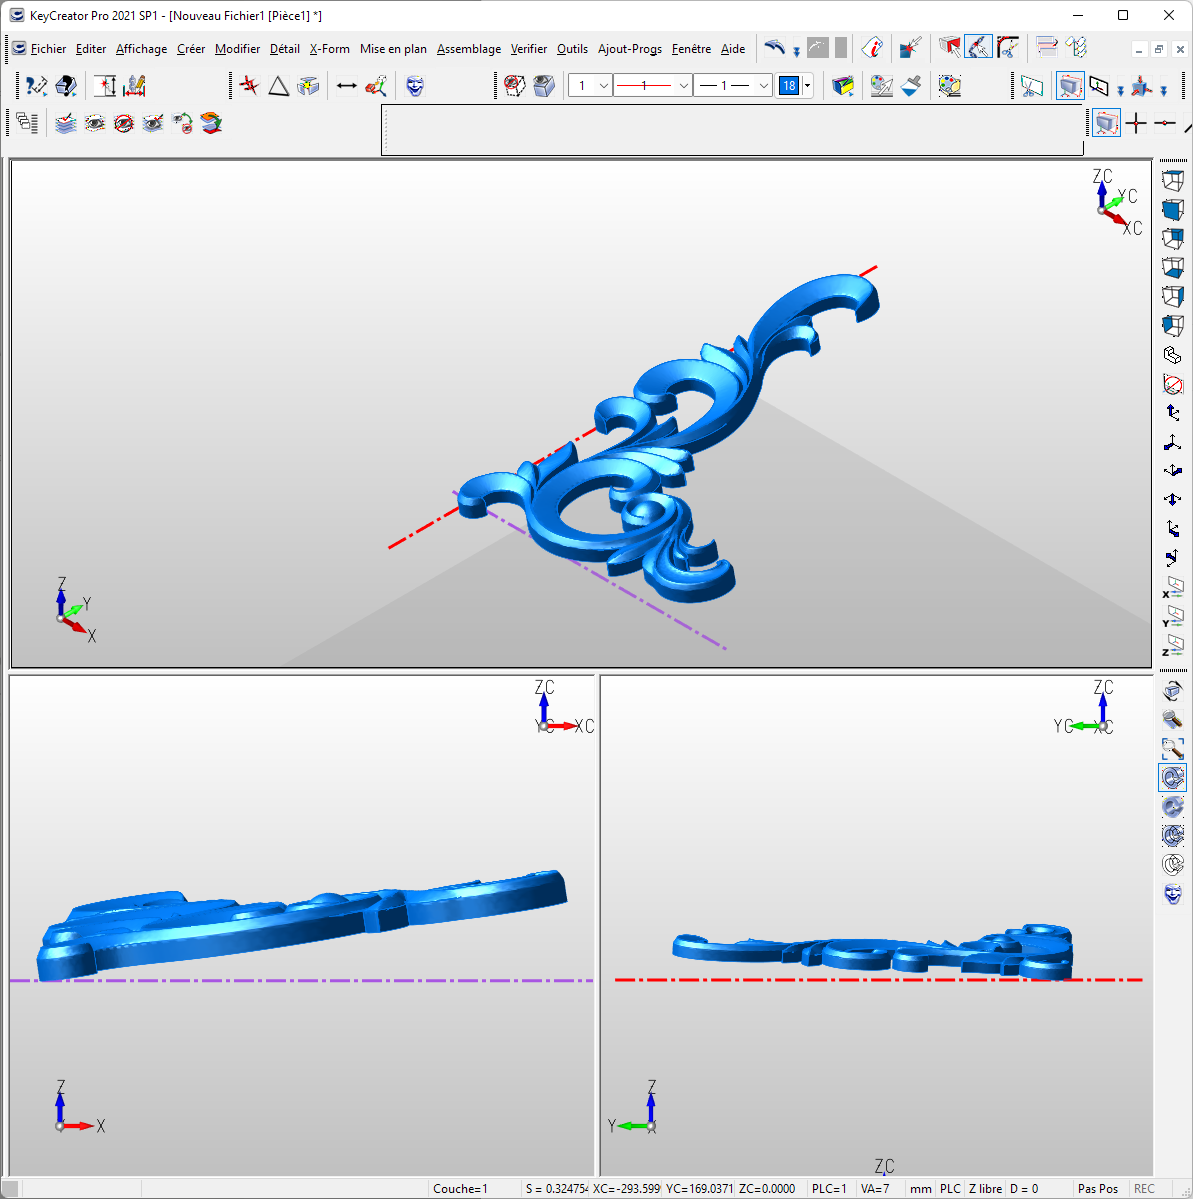 KeyCreator Pro 2021 SP1 - [Nouveau Fichier1 [Pièce1] *]
Fichier Editer Affichage Créer Modifier Détail X-Form Mise en plan Assemblage Verifier Outils Ajout-Progs Fenêtre Aide
1 1 1 18
ZC
YC
XC
Z
Y
X
X
Y
Z
ZC
YC XC
ZC
YC XC
Z
X
Z
Y X
ZC
Couche=1 S = 0.324754 XC=-293.599 YC=169.0371 ZC=0.0000 PLC=1 VA=7 mm PLC Z libre D = 0 Pas Pos REC